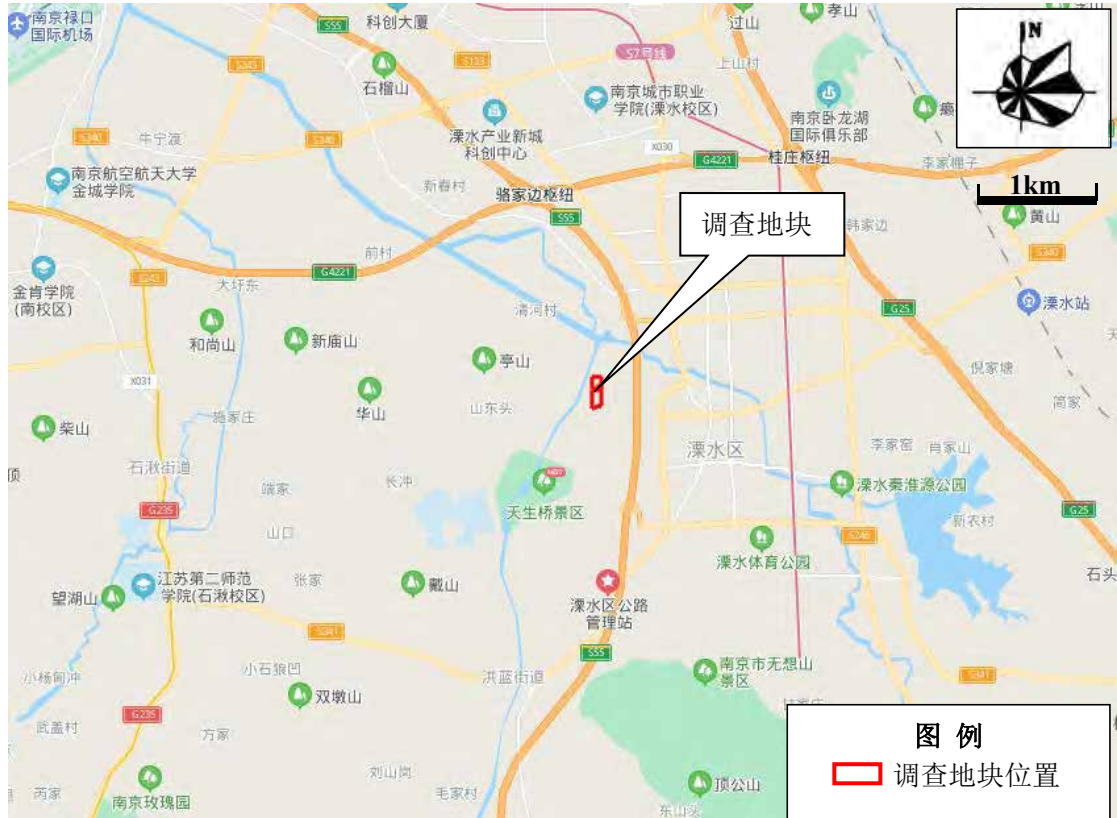 南京禄口
国际机场
S55
科创大厦
过山
孝山
N
S243
S123
S7号线
上山村
石榴山
南京城市职业
学院(溧水校区)
南京卧龙湖
国际俱乐部
溧水产业新城
科创中心
S340
牛宁渡
S340
X030
G4221
桂庄枢纽
李家棚子
南京航空航天大学
金城学院
新春村
骆家边枢纽
1km
S55
调查地块
韩家边
黄山
前村
G4221
S243
大圩东
S340
金肯学院
(南校区)
清河村
G25
溧水站
和尚山
新庙山
亭山
倪家塘
X031
华山
山东头
简家
施家庄
柴山
溧水区
李家窑
肖家山
顶
石湫街道
端家
长冲
溧水秦淮源公园
天生桥景区
G235
新农村
G25
山口
S246
溧水体育公园
江苏第二师范
学院(石湫校区)
张家
戴山
石头
望湖山
溧水区公路
管理站
S341
S55
小石狼凹
洪蓝街道
南京市无想山
景区
S341
小杨甸冲
双墩山
G235
武盖村
方家
图 例
调查地块位置
刘山岗
芮家
南京玫瑰园
毛家村
顶公山
东山头